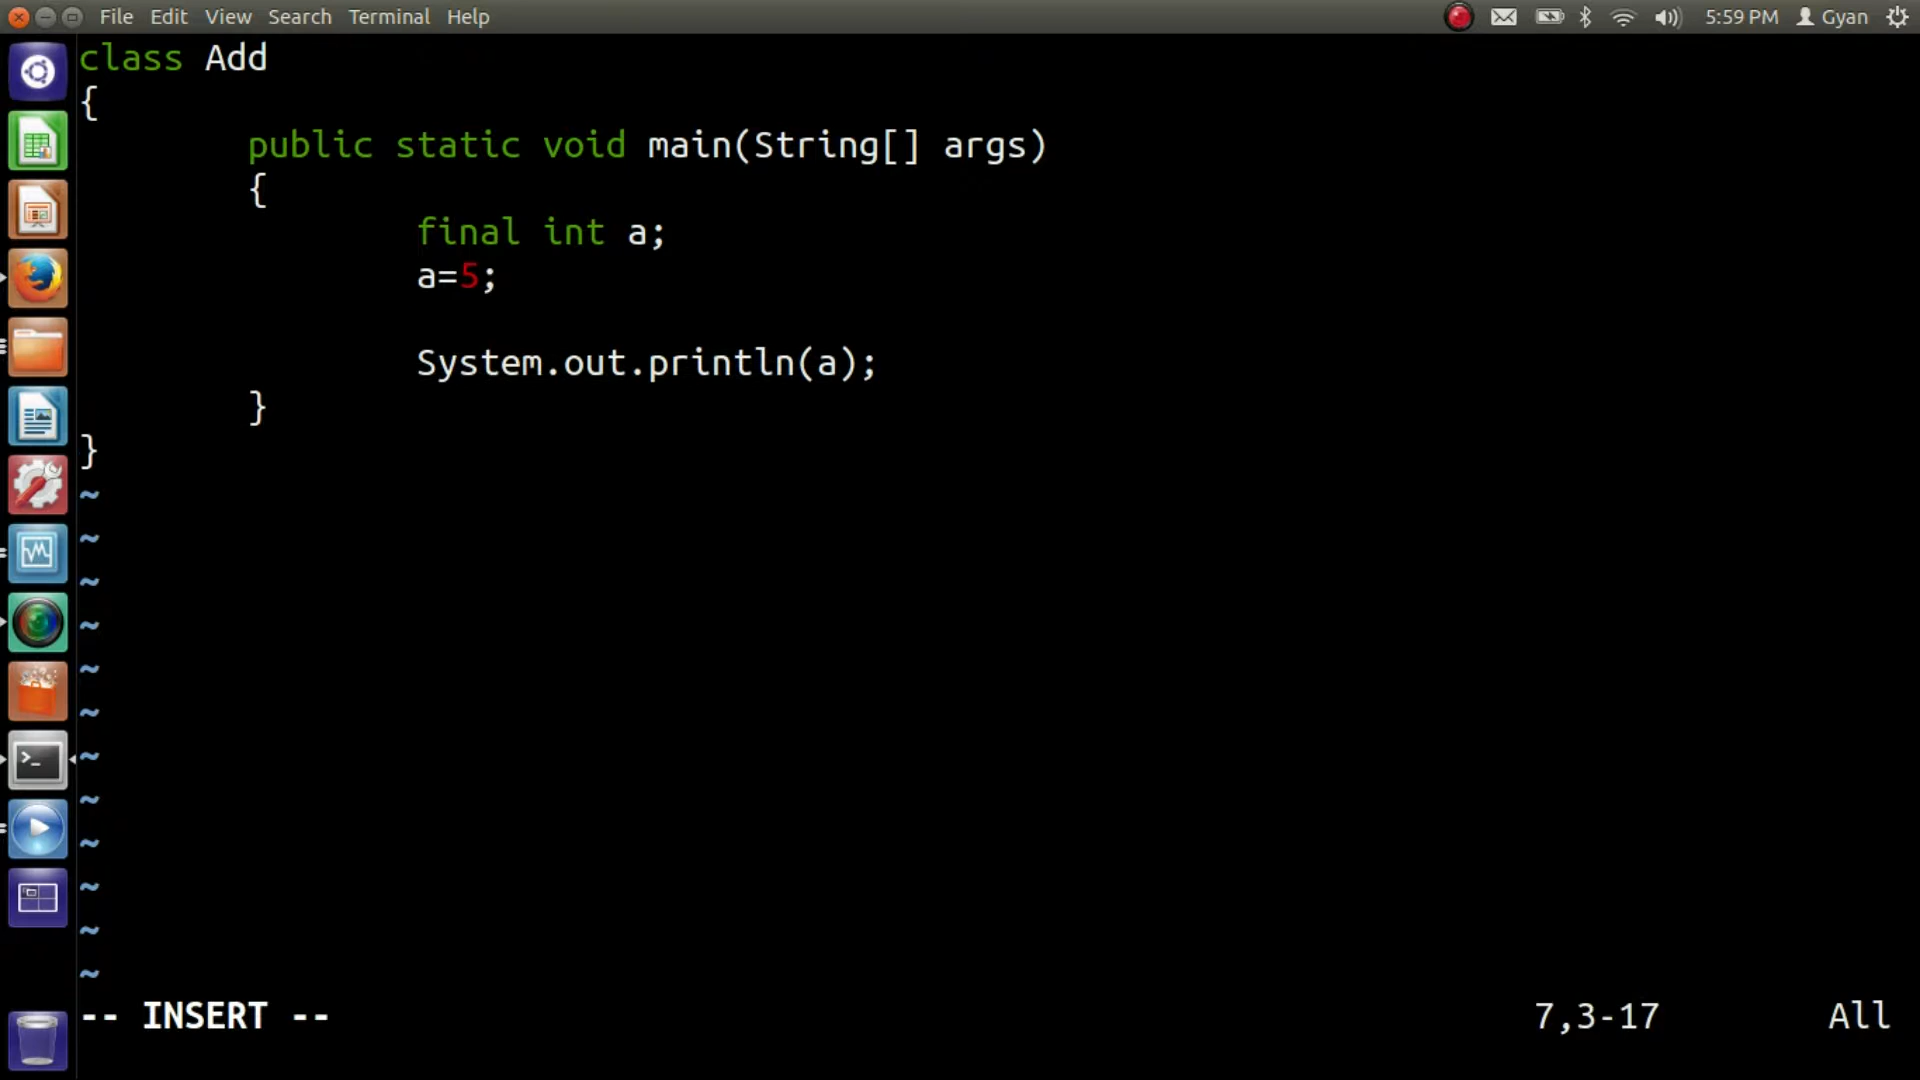 File Edit View Search Terminal Help 5:59 PM Gyan
class Add
{
public static void main(String[] args)
{
final int a;
a=5;
System.out.println(a);
}
}
~
~
~
~
~
~
~
~
~
~
~
~
-- INSERT -- 7,3-17 All